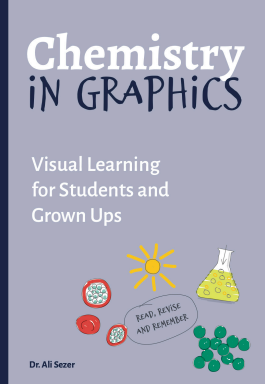 Chemistry
IN GRAPHICS
Visual Learning
for Students and
Grown Ups
READ, REVISE
AND REMEMBER
Dr. Ali Sezer